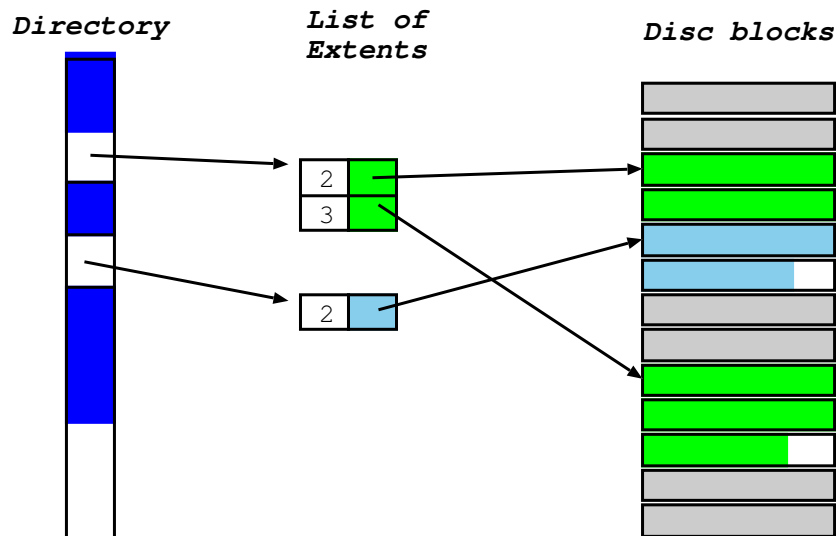 Directory
List of
Extents
Disc blocks
2
3
2